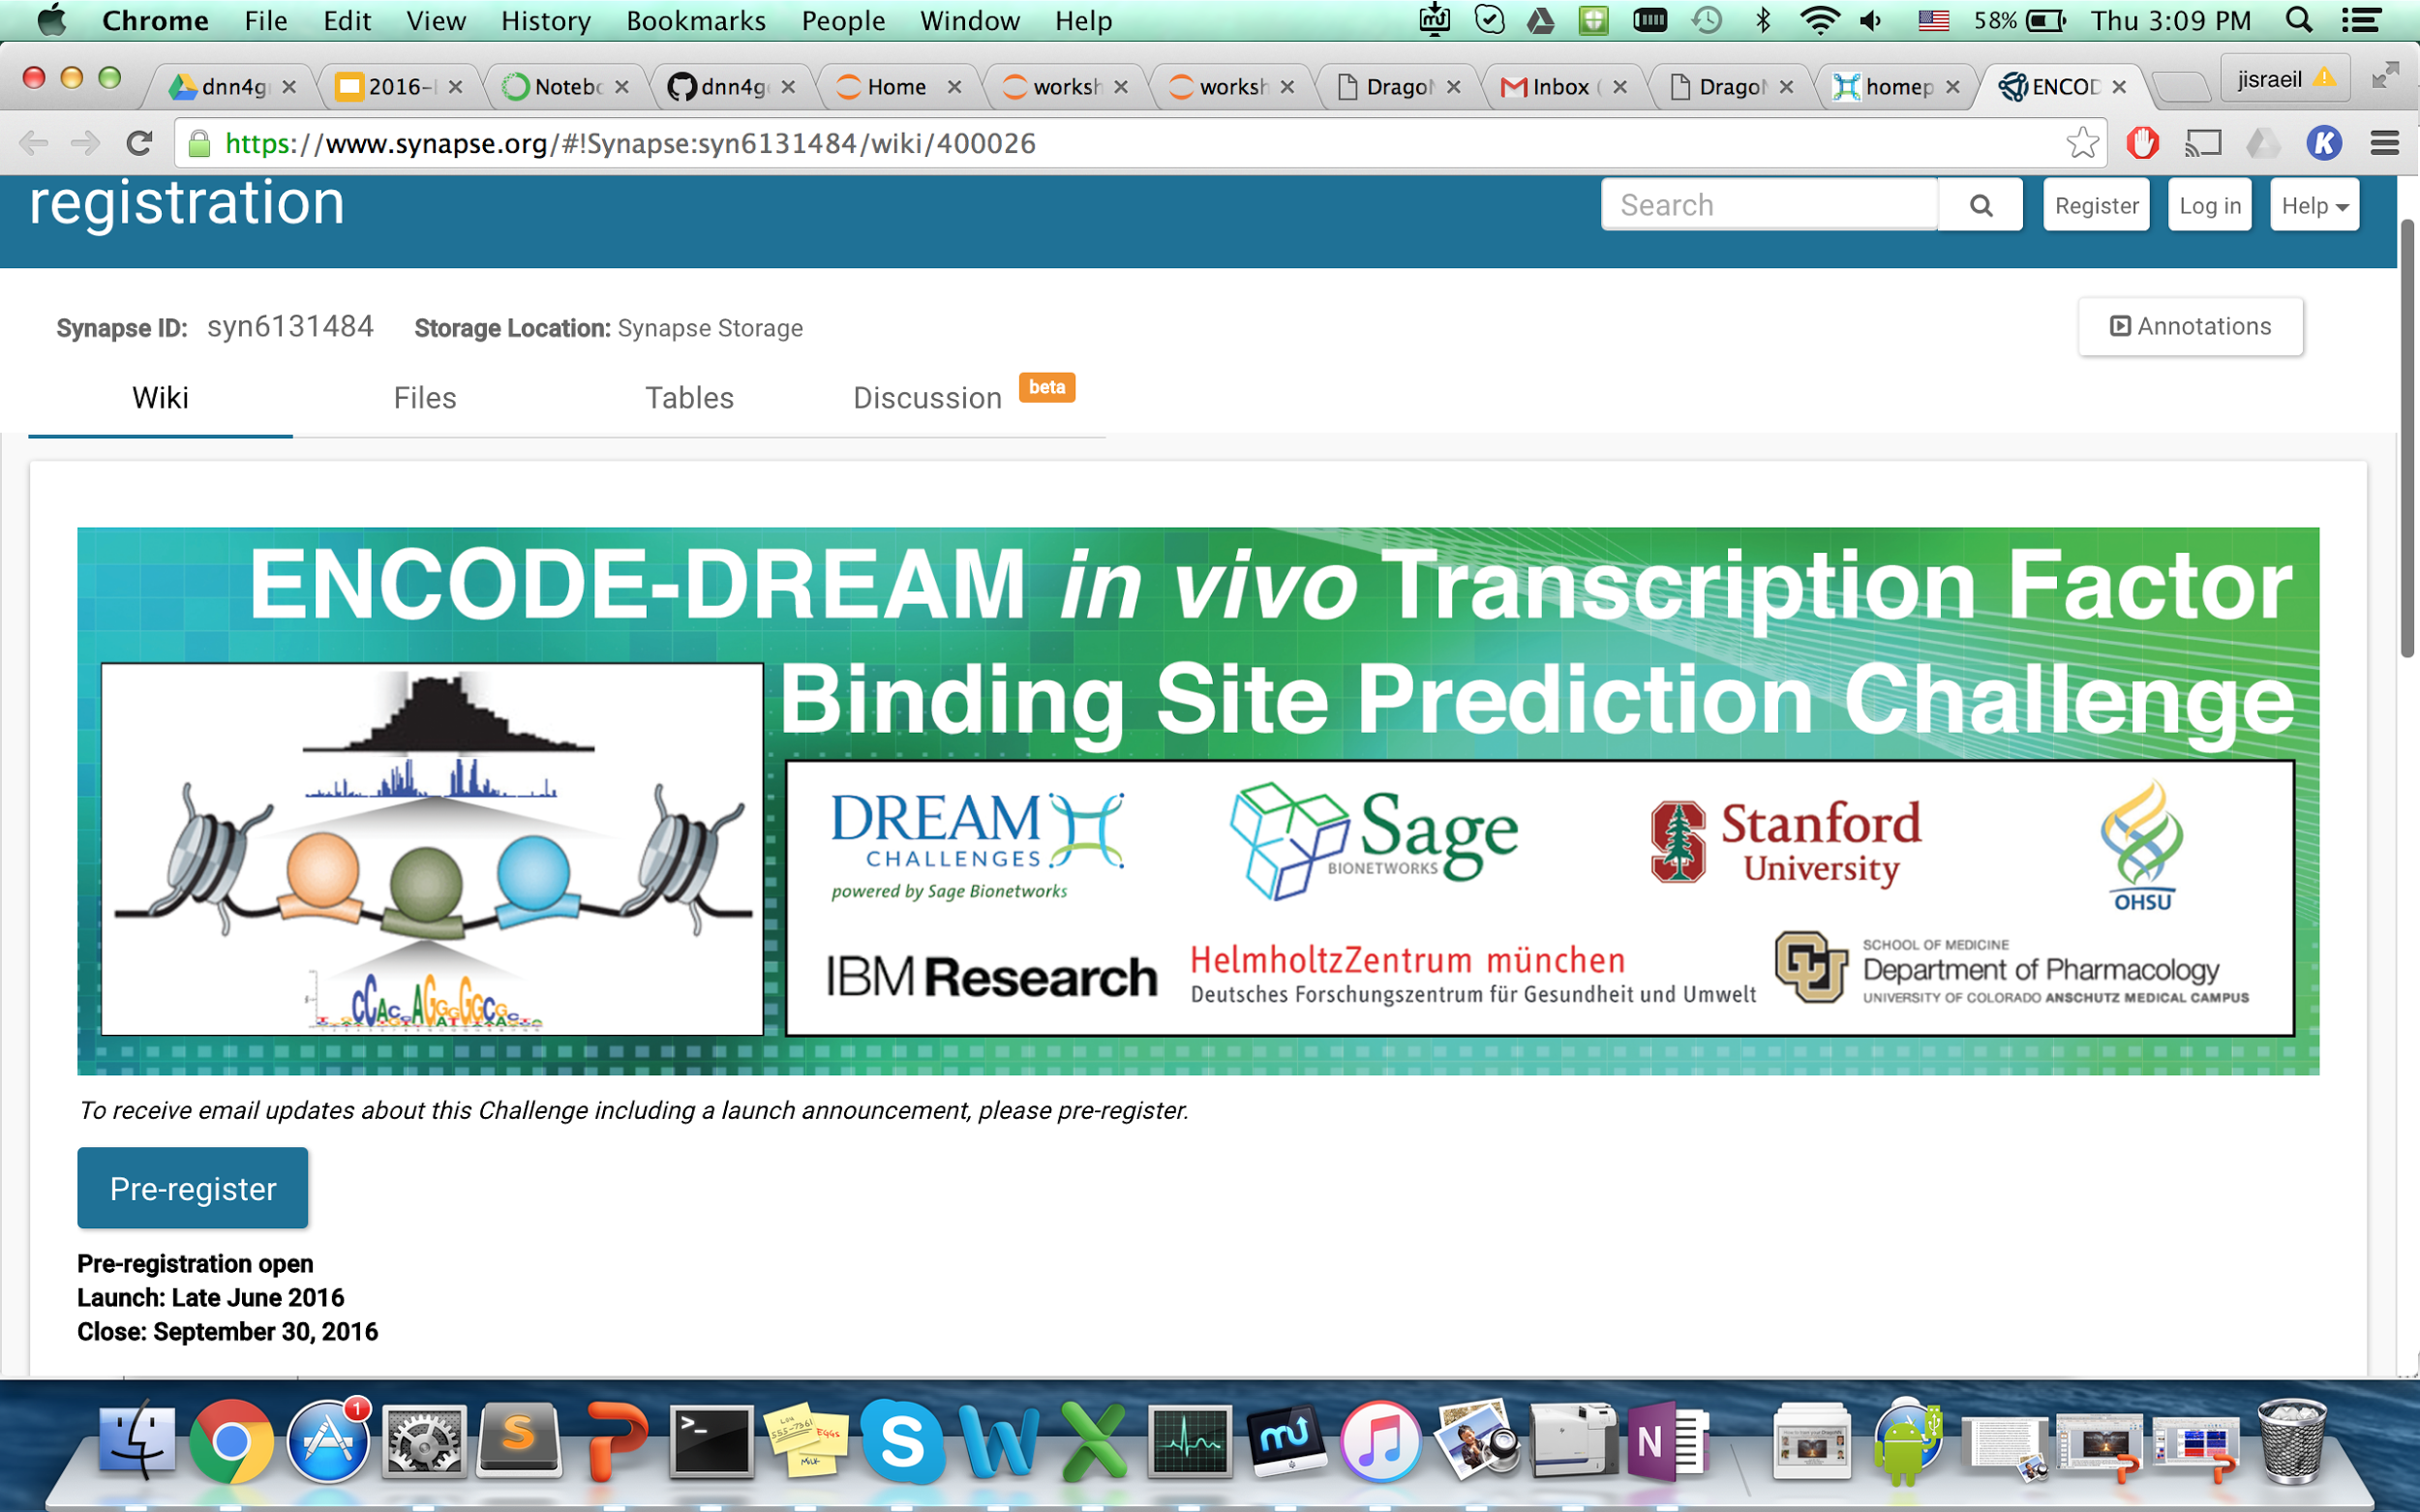 Chrome File Edit View History Bookmarks People Window Help 58% Thu 3:09 PM
dnn4g 2016- Notebo dnn4g Home worksh worksh Drago Inbox ( Drago homep ENCOD jisraeil
https://www.synapse.org/#!Synapse:syn6131484/wiki/400026
registration Search Register Log in Help
Synapse ID: syn6131484 Storage Location: Synapse Storage Annotations
Wiki Files Tables Discussion beta
ENCODE-DREAM in vivo Transcription Factor
Binding Site Prediction Challenge
DREAM
CHALLENGES
powered by Sage Bionetworks
Sage
BIONETWORKS
Stanford
University
OHSU
IBM Research
HelmholtzZentrum münchen
Deutsches Forschungszentrum für Gesundheit und Umwelt
CU
SCHOOL OF MEDICINE
Department of Pharmacology
UNIVERSITY OF COLORADO ANSCHUTZ MEDICAL CAMPUS
To receive email updates about this Challenge including a launch announcement, please pre-register.
Pre-register
Pre-registration open
Launch: Late June 2016
Close: September 30, 2016